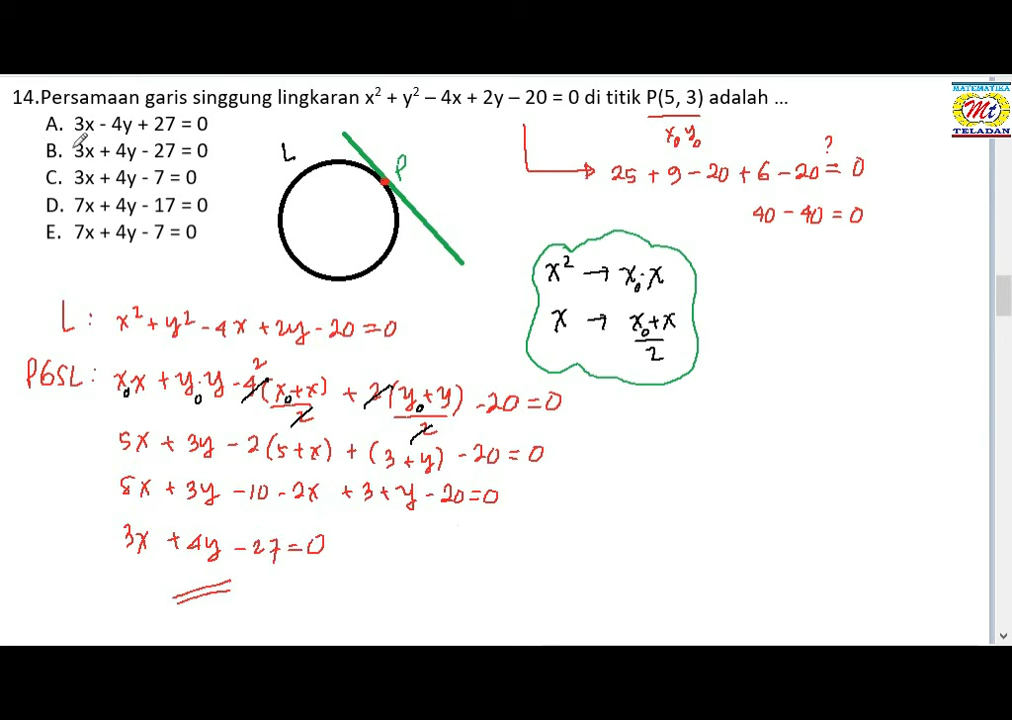 14.Persamaan garis singgung lingkaran x² + y² – 4x + 2y – 20 = 0 di titik P(5, 3) adalah ...
x₀ y₀
A. 3x - 4y + 27 = 0
B. 3x + 4y - 27 = 0
C. 3x + 4y - 7 = 0
D. 7x + 4y - 17 = 0
E. 7x + 4y - 7 = 0
MATEMATIKA
Mt
TELADAN
L
P
?
25 + 9 - 20 + 6 - 20 = 0
40 - 40 = 0
x² → x₀.x
x → (x₀+x)/2
L : x² + y² - 4x + 2y - 20 = 0
PGSL : x₀x + y₀.y - 4 2 (x₀+x)/2 + 2 (y₀+y)/2 - 20 = 0
5x + 3y - 2(5+x) + (3+y) - 20 = 0
5x + 3y - 10 - 2x + 3 + y - 20 = 0
3x + 4y - 27 = 0